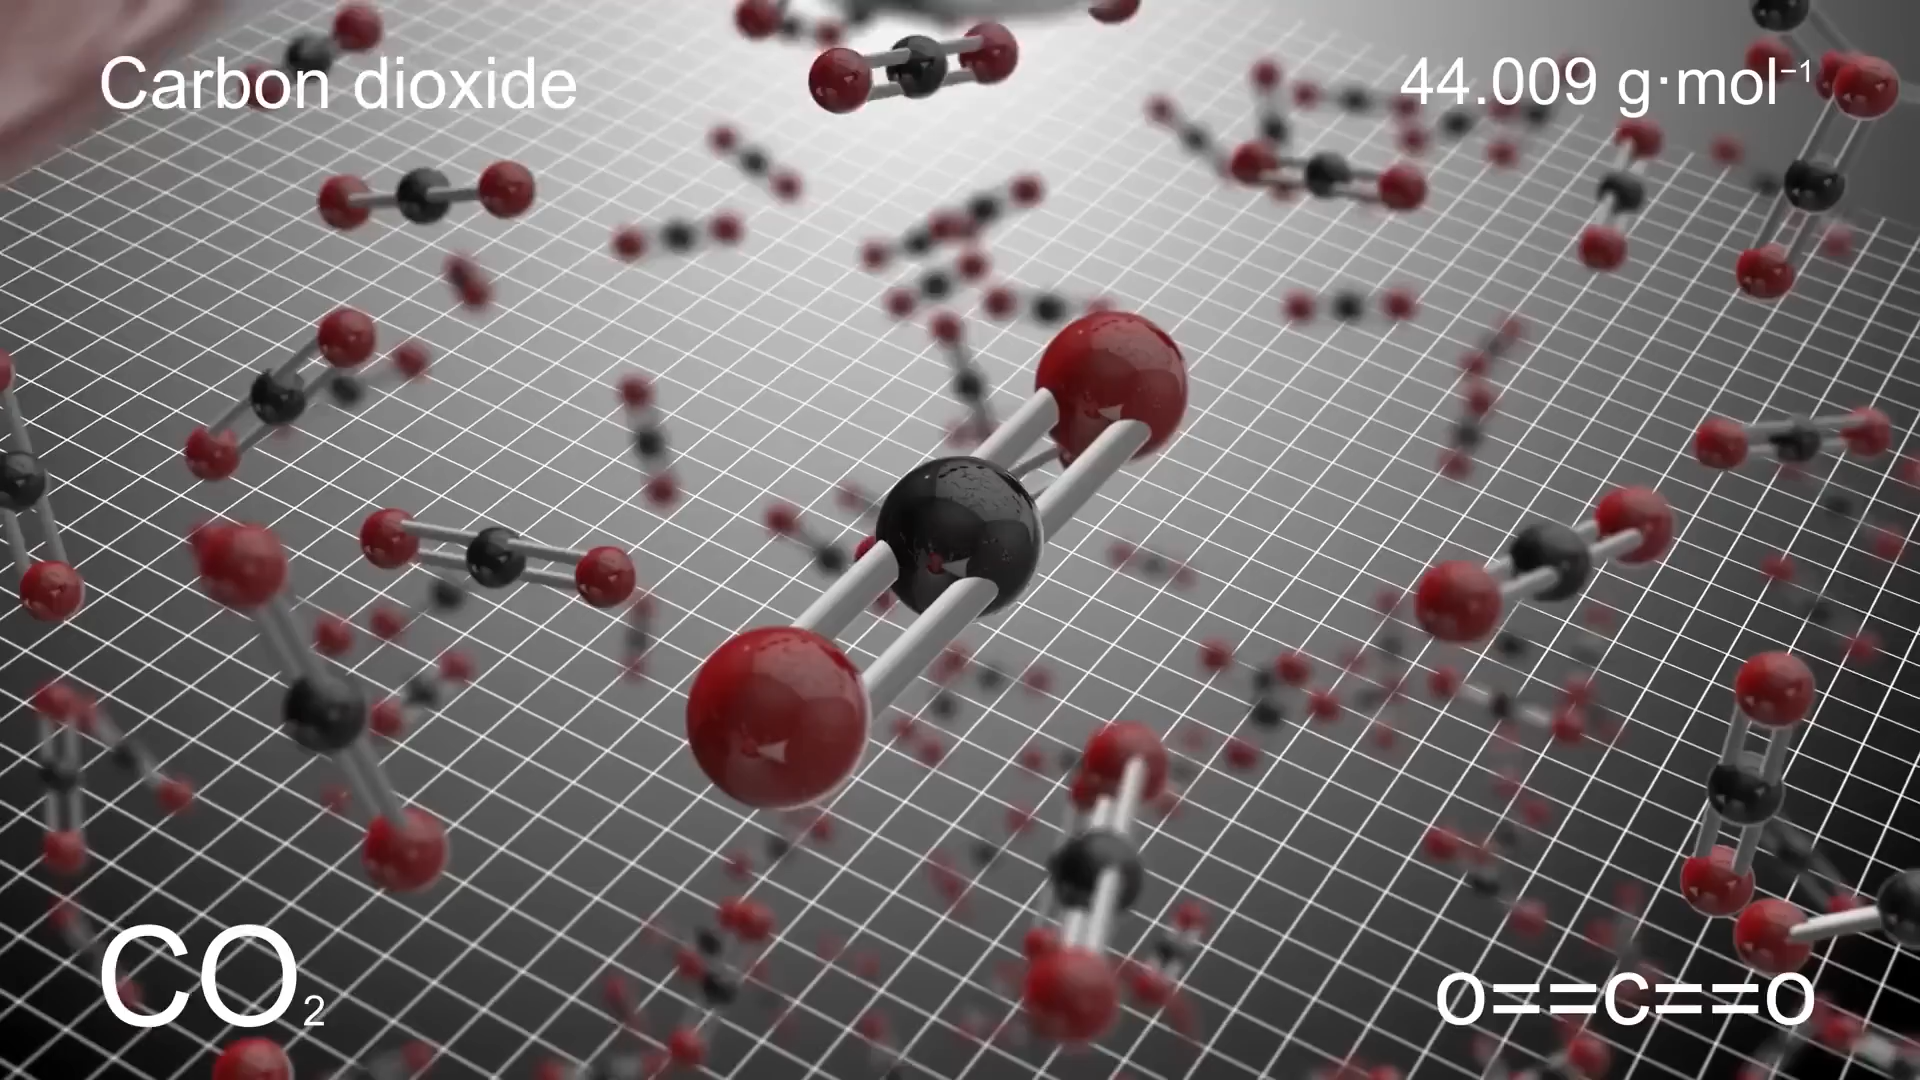 Carbon dioxide
44.009 g·mol⁻¹
CO₂
O==C==O